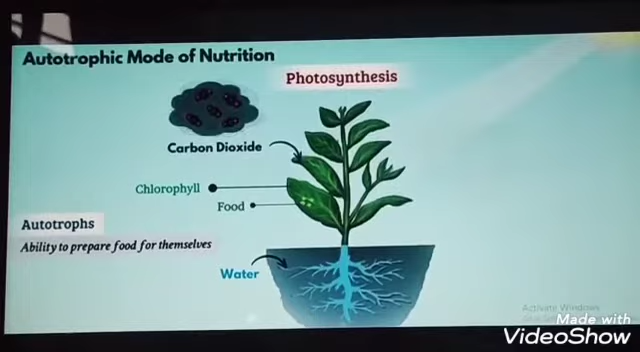 Autotrophic Mode of Nutrition
Photosynthesis
Carbon Dioxide
Chlorophyll
Food
Autotrophs
Ability to prepare food for themselves
Water
Activate Windows
Made with
VideoShow